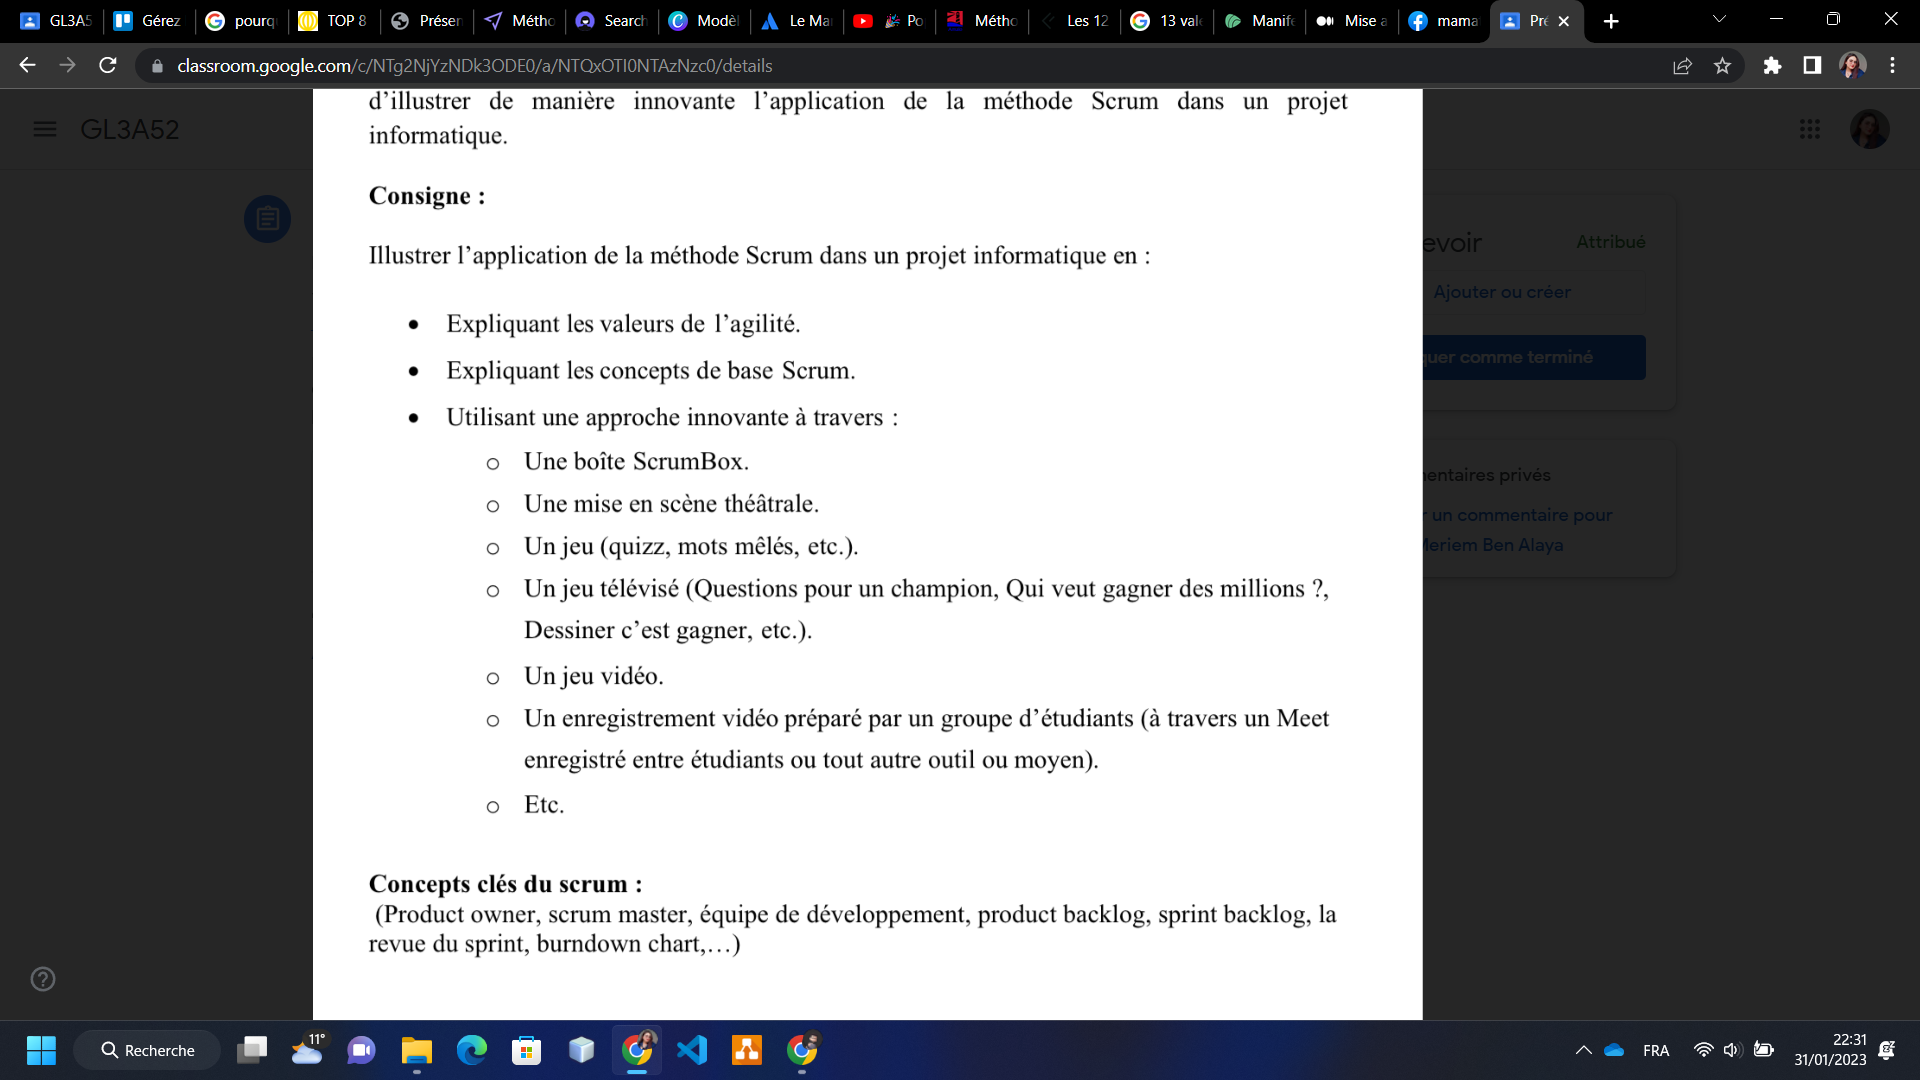 GL3A5
Gérez
pourq
TOP 8
Présen
Métho
Search
Modèl
Le Ma
Po
Métho
Les 12
13 vale
Manife
Mise a
mama
Pré
classroom.google.com/c/NTg2NjYzNDk3ODE0/a/NTQxOTI0NTAzNzc0/details
GL3A52
d’illustrer de manière innovante l’application de la méthode Scrum dans un projet
informatique.
Consigne :
Illustrer l’application de la méthode Scrum dans un projet informatique en :
• Expliquant les valeurs de l’agilité.
• Expliquant les concepts de base Scrum.
• Utilisant une approche innovante à travers :
o Une boîte ScrumBox.
o Une mise en scène théâtrale.
o Un jeu (quizz, mots mêlés, etc.).
o Un jeu télévisé (Questions pour un champion, Qui veut gagner des millions ?,
Dessiner c’est gagner, etc.).
o Un jeu vidéo.
o Un enregistrement vidéo préparé par un groupe d’étudiants (à travers un Meet
enregistré entre étudiants ou tout autre outil ou moyen).
o Etc.
Concepts clés du scrum :
(Product owner, scrum master, équipe de développement, product backlog, sprint backlog, la
revue du sprint, burndown chart,…)
evoir
Attribué
Ajouter ou créer
quer comme terminé
entaires privés
r un commentaire pour
Meriem Ben Alaya
Recherche
11°
FRA
22:31
31/01/2023